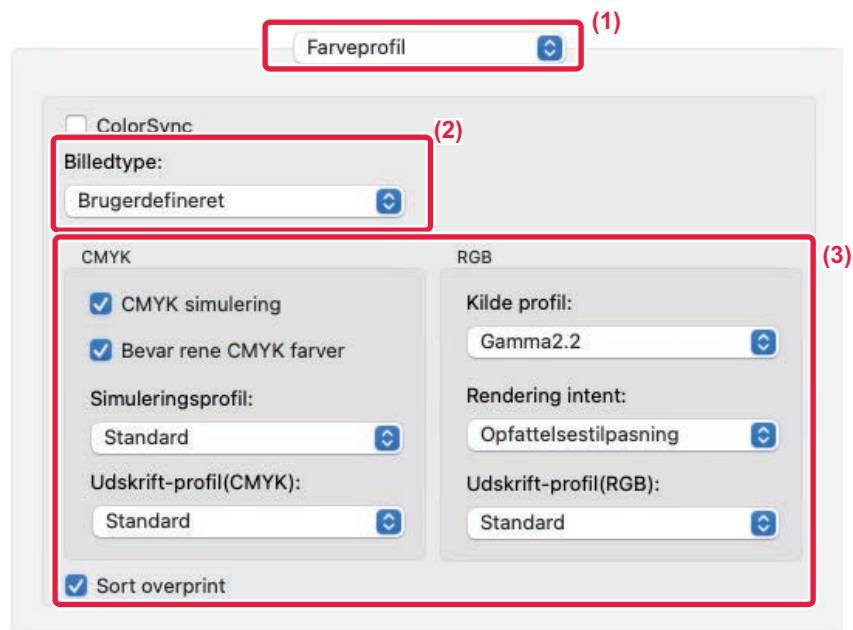 (1)
Farveprofil
ColorSync
(2)
Billedtype:
Brugerdefineret
(3)
CMYK
CMYK simulering
Bevar rene CMYK farver
Simuleringsprofil:
Standard
Udskrift-profil(CMYK):
Standard
RGB
Kilde profil:
Gamma2.2
Rendering intent:
Opfattelsestilpasning
Udskrift-profil(RGB):
Standard
Sort overprint